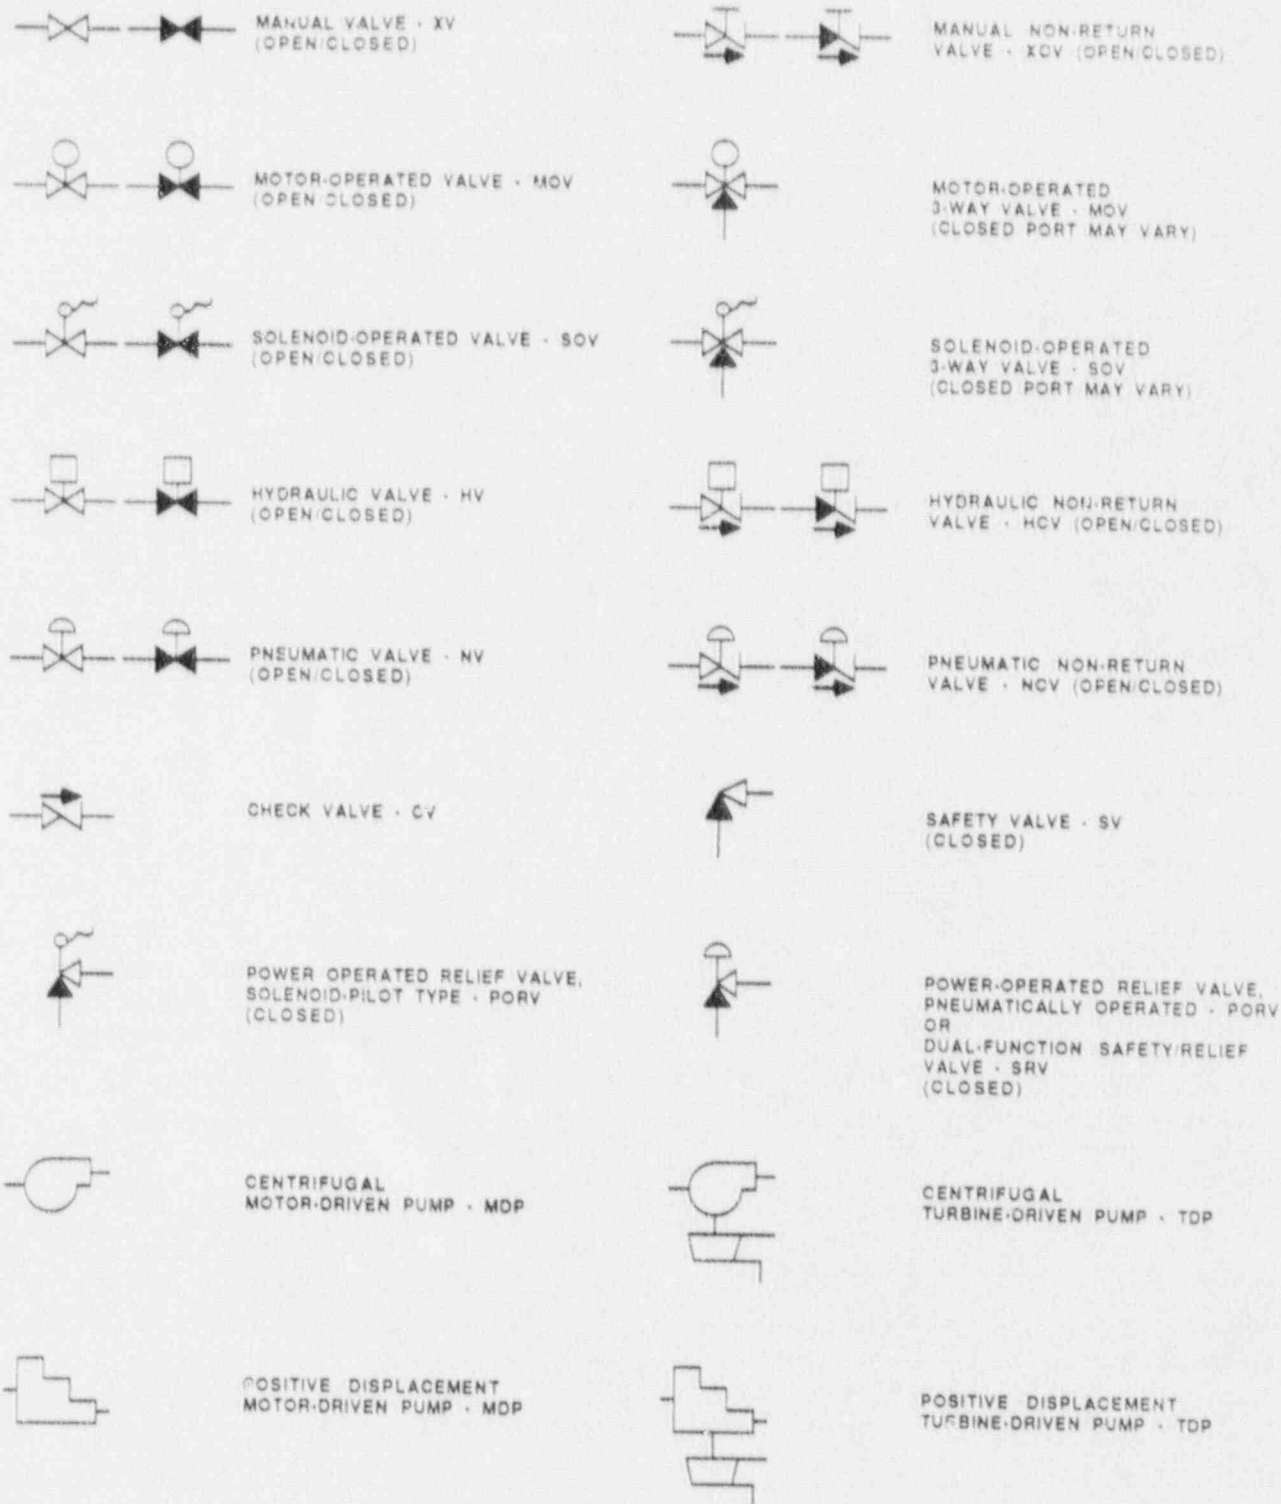 MANUAL VALVE - XV
(OPEN/CLOSED)
MANUAL NON-RETURN
VALVE - XCV (OPEN/CLOSED)
MOTOR-OPERATED VALVE - MOV
(OPEN/CLOSED)
MOTOR-OPERATED
3-WAY VALVE - MOV
(CLOSED PORT MAY VARY)
SOLENOID-OPERATED VALVE - SOV
(OPEN/CLOSED)
SOLENOID-OPERATED
3-WAY VALVE - SOV
(CLOSED PORT MAY VARY)
HYDRAULIC VALVE - HV
(OPEN/CLOSED)
HYDRAULIC NON-RETURN
VALVE - HCV (OPEN/CLOSED)
PNEUMATIC VALVE - NV
(OPEN/CLOSED)
PNEUMATIC NON-RETURN
VALVE - NCV (OPEN/CLOSED)
CHECK VALVE - CV
SAFETY VALVE - SV
(CLOSED)
POWER OPERATED RELIEF VALVE,
SOLENOID-PILOT TYPE - PORV
(CLOSED)
POWER-OPERATED RELIEF VALVE,
PNEUMATICALLY OPERATED - PORV
OR
DUAL-FUNCTION SAFETY/RELIEF
VALVE - SRV
(CLOSED)
CENTRIFUGAL
MOTOR-DRIVEN PUMP - MDP
CENTRIFUGAL
TURBINE-DRIVEN PUMP - TDP
POSITIVE DISPLACEMENT
MOTOR-DRIVEN PUMP - MDP
POSITIVE DISPLACEMENT
TURBINE-DRIVEN PUMP - TDP